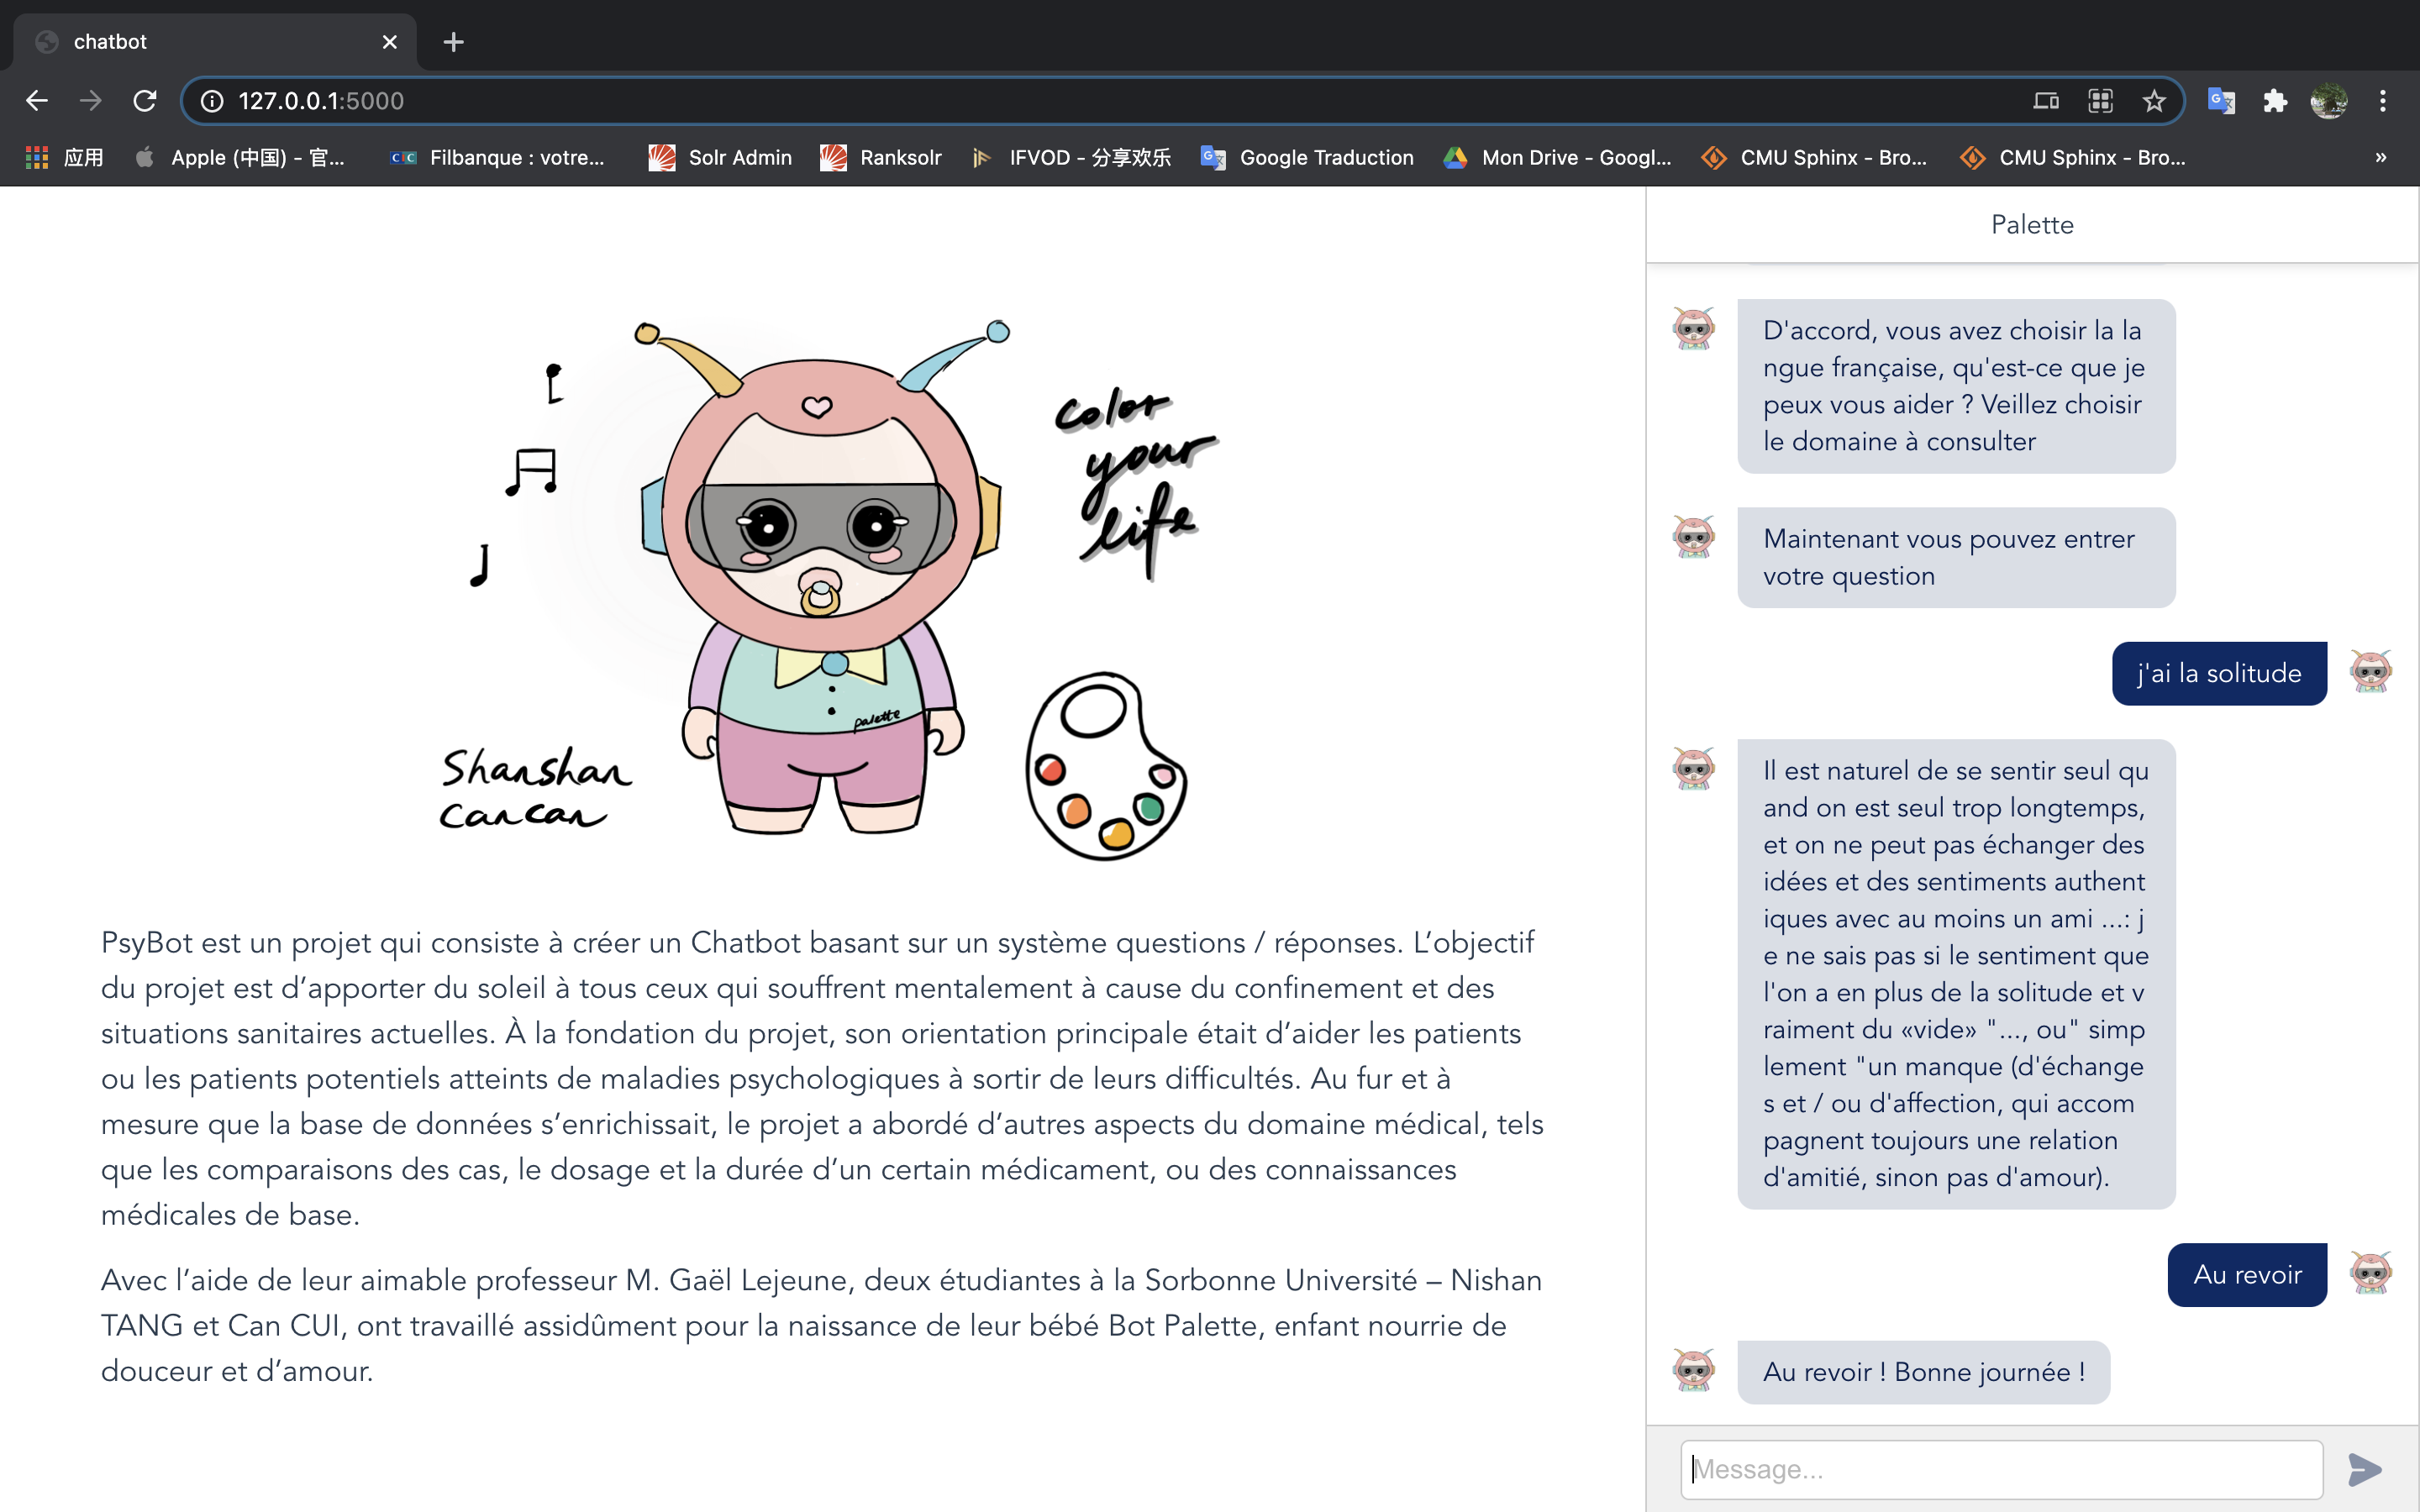 chatbot
127.0.0.1:5000
应用
Apple (中国) - 官...
CIC
Filbanque : votre...
Solr Admin
Ranksolr
IFVOD - 分享欢乐
Google Traduction
Mon Drive - Googl...
CMU Sphinx - Bro...
CMU Sphinx - Bro...
»
color
your
life
palette
Shanshan
cancan
PsyBot est un projet qui consiste à créer un Chatbot basant sur un système questions / réponses. L’objectif
du projet est d’apporter du soleil à tous ceux qui souffrent mentalement à cause du confinement et des
situations sanitaires actuelles. À la fondation du projet, son orientation principale était d’aider les patients
ou les patients potentiels atteints de maladies psychologiques à sortir de leurs difficultés. Au fur et à
mesure que la base de données s’enrichissait, le projet a abordé d’autres aspects du domaine médical, tels
que les comparaisons des cas, le dosage et la durée d’un certain médicament, ou des connaissances
médicales de base.
Avec l’aide de leur aimable professeur M. Gaël Lejeune, deux étudiantes à la Sorbonne Université – Nishan
TANG et Can CUI, ont travaillé assidûment pour la naissance de leur bébé Bot Palette, enfant nourrie de
douceur et d’amour.
Palette
D'accord, vous avez choisir la la
ngue française, qu'est-ce que je
peux vous aider ? Veillez choisir
le domaine à consulter
Maintenant vous pouvez entrer
votre question
j'ai la solitude
Il est naturel de se sentir seul qu
and on est seul trop longtemps,
et on ne peut pas échanger des
idées et des sentiments authent
iques avec au moins un ami ...: j
e ne sais pas si le sentiment que
l'on a en plus de la solitude et v
raiment du «vide» "..., ou" simp
lement "un manque (d'échange
s et / ou d'affection, qui accom
pagnent toujours une relation
d'amitié, sinon pas d'amour).
Au revoir
Au revoir ! Bonne journée !
Message...